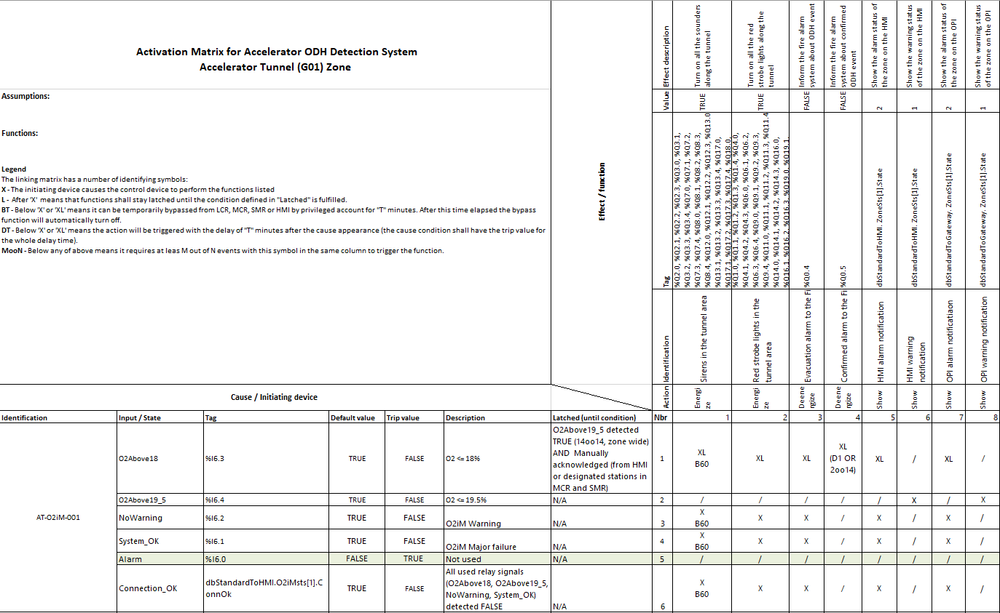 Activation Matrix for Accelerator ODH Detection System
Accelerator Tunnel (G01) Zone
Assumptions:
Functions:
Legend
The linking matrix has a number of identifying symbols:
X - The initiating device causes the control device to perform the functions listed
L - After 'X' means that functions shall stay latched until the condition defined in "Latched" is fulfilled.
BT - Below 'X' or 'XL' means it can be temporarily bypassed from LCR, MCR, SMR or HMI by privileged account for "T" minutes. After this time elapsed the bypass
function will automatically turn off.
DT - Below 'X' or 'XL' means the action will be triggered with the delay of "T" minutes after the cause appearance (the cause condition shall have the trip value for
the whole delay time).
MooN - Below any of above means it requires at leas M out of N events with this symbol in the same column to trigger the function.
Effect / function
Effect description
Turn on all the sounders
along the tunnel
Turn on all the red
strobe lights along the
tunnel
Inform the fire alarm
system about ODH event
Inform the fire alarm
system about confirmed
ODH event
Show the alarm status of
the zone on the HMI
Show the warning status
of the zone on the HMI
Show the alarm status of
the zone on the OPI
Show the warning status
of the zone on the OPI
Value
TRUE
TRUE
FALSE
FALSE
2
1
2
1
Tag
%Q2.0, %Q2.1, %Q2.2, %Q2.3, %Q3.0, %Q3.1,
%Q3.2, %Q3.3, %Q3.4, %Q7.0, %Q7.1, %Q7.2,
%Q7.3, %Q7.4, %Q8.0, %Q8.1, %Q8.2, %Q8.3,
%Q8.4, %Q12.0, %Q12.1, %Q12.2, %Q12.3, %Q13.0
%Q13.1, %Q13.2, %Q13.3, %Q13.4, %Q17.0,
%Q17.1, %Q17.2, %Q17.3, %Q17.4, %Q18.0,
%Q1.0, %Q1.1, %Q1.2, %Q1.3, %Q1.4, %Q4.0,
%Q4.1, %Q4.2, %Q4.3, %Q6.0, %Q6.1, %Q6.2,
%Q6.3, %Q6.4, %Q9.0, %Q9.1, %Q9.2, %Q9.3,
%Q9.4, %Q11.0, %Q11.1, %Q11.2, %Q11.3, %Q11.4
%Q14.0, %Q14.1, %Q14.2, %Q14.3, %Q16.0,
%Q16.1, %Q16.2, %Q16.3, %Q19.0, %Q19.1,
%Q0.4
%Q0.5
dbStandardToHMI. ZoneSts[1].State
dbStandardToHMI. ZoneSts[1].State
dbStandardToGateway. ZoneSts[1].State
dbStandardToGateway. ZoneSts[1].State
Identification
Sirens in the tunnel area
Red strobe lights in the
tunnel area
Evacuation alarm to the Fi
Confirmed alarm to the Fi
HMI alarm notification
HMI warning
notification
OPI alarm notificatiaon
OPI warning notification
Action
Energi
ze
Energi
ze
Deene
rgize
Deene
rgize
Show
Show
Show
Show
Cause / Initiating device
Identification Input / State Tag Default value Trip value Description Latched (until condition) Nbr 1 2 3 4 5 6 7 8
AT-O2iM-001
O2Above18 %I6.3 TRUE FALSE O2 <= 18%
O2Above19_5 detected
TRUE (14oo14, zone wide)
AND Manually
acknowledged (from HMI
or designated stations in
MCR and SMR)
1
XL
B60
XL
XL
XL
(D1 OR
2oo14)
XL
/
XL
/
O2Above19_5 %I6.4 TRUE FALSE O2 <= 19.5% N/A 2 / / / / / X / X
NoWarning %I6.2 TRUE FALSE O2iM Warning N/A 3
X
B60
X X / X / X /
System_OK %I6.1 TRUE FALSE O2iM Major failure N/A 4
X
B60
X X / X / X /
Alarm %I6.0 FALSE TRUE Not used N/A 5 / / / / / / / /
Connection_OK
dbStandardToHMI.O2iMsts[1].C
onnOk
TRUE FALSE
All used relay signals
(O2Above18, O2Above19_5,
NoWarning, System_OK)
detected FALSE
N/A 6
X
B60
X X / X / X /